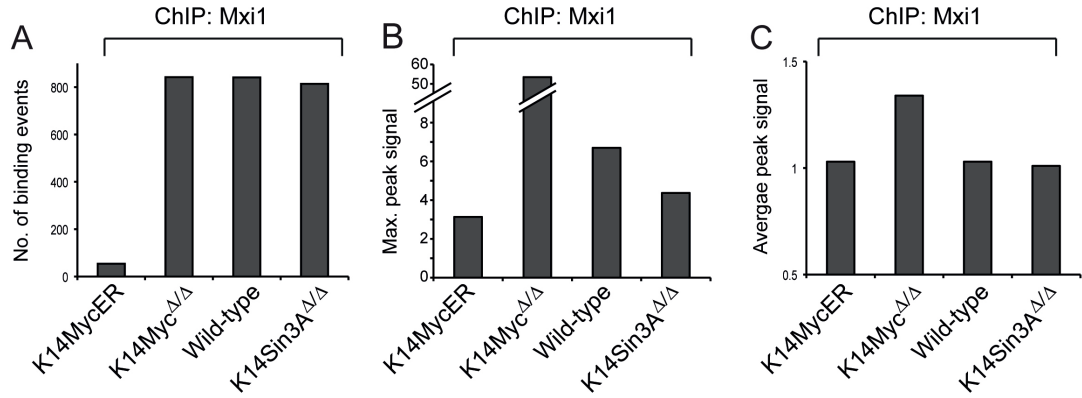 A
ChIP: Mxi1
No. of binding events
800
600
400
200
0
K14MycER
K14MycΔ/Δ
Wild-type
K14Sin3AΔ/Δ
B
ChIP: Mxi1
Max. peak signal
60
50
8
6
4
2
0
K14MycER
K14MycΔ/Δ
Wild-type
K14Sin3AΔ/Δ
C
ChIP: Mxi1
Avergae peak signal
1.5
1
0.5
K14MycER
K14MycΔ/Δ
Wild-type
K14Sin3AΔ/Δ